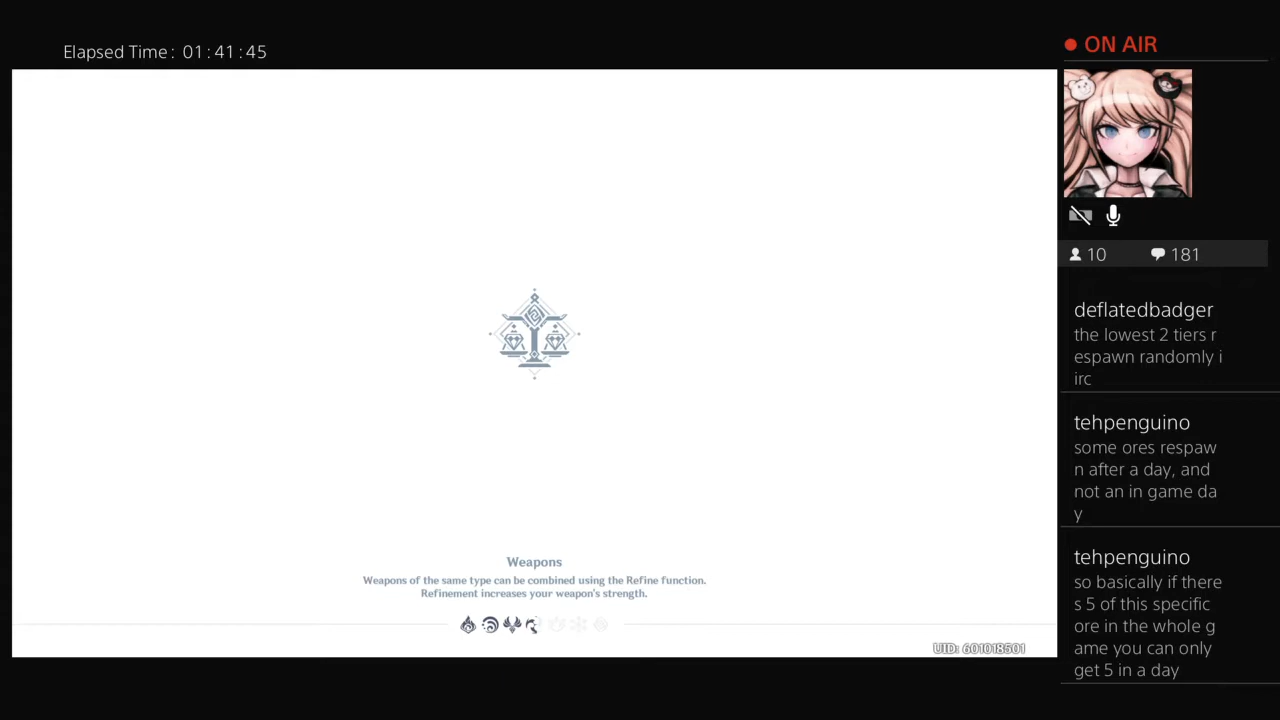 Elapsed Time: 01:41:45
ON AIR
10
181
deflatedbadger
the lowest 2 tiers r
espawn randomly i
irc
tehpenguino
some ores respaw
n after a day, and
not an in game da
y
tehpenguino
so basically if there
s 5 of this specific
ore in the whole g
ame you can only
get 5 in a day
Weapons
Weapons of the same type can be combined using the Refine function.
Refinement increases your weapon's strength.
UID: 601018501